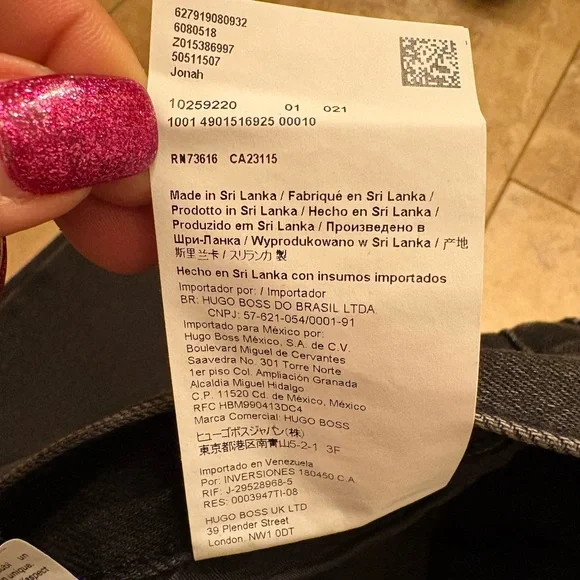 627919080932
6080518
Z015386997
50511507
Jonah
10259220 01 021
1001 4901516925 00010
RN73616 CA23115
Made in Sri Lanka / Fabriqué en Sri Lanka /
Prodotto in Sri Lanka / Hecho en Sri Lanka /
Produzido em Sri Lanka / Произведено в
Шри-Ланка / Wyprodukowano w Sri Lanka / 产地
斯里兰卡 / スリランカ 製
Hecho en Sri Lanka con insumos importados
Importador por: / Importador
BR: HUGO BOSS DO BRASIL LTDA
CNPJ: 57-621-054/0001-91
Importado para México por:
Hugo Boss México, S.A. de C.V.
Boulevard Miguel de Cervantes
Saavedra No. 301 Torre Norte
1er piso Col. Ampliación Granada
Alcaldia Miguel Hidalgo
C.P. 11520 Cd. de México, México
RFC HBM990413DC4
Marca Comercial: HUGO BOSS
ヒューゴボスジャパン(株)
東京都港区南青山5-2-1 3F
Importado en Venezuela
Por: INVERSIONES 180450 C.A
RIF: J-29528968-5
RES: 0003947TI-08
HUGO BOSS UK LTD
39 Plender Street
London, NW1 0DT
un
unique.